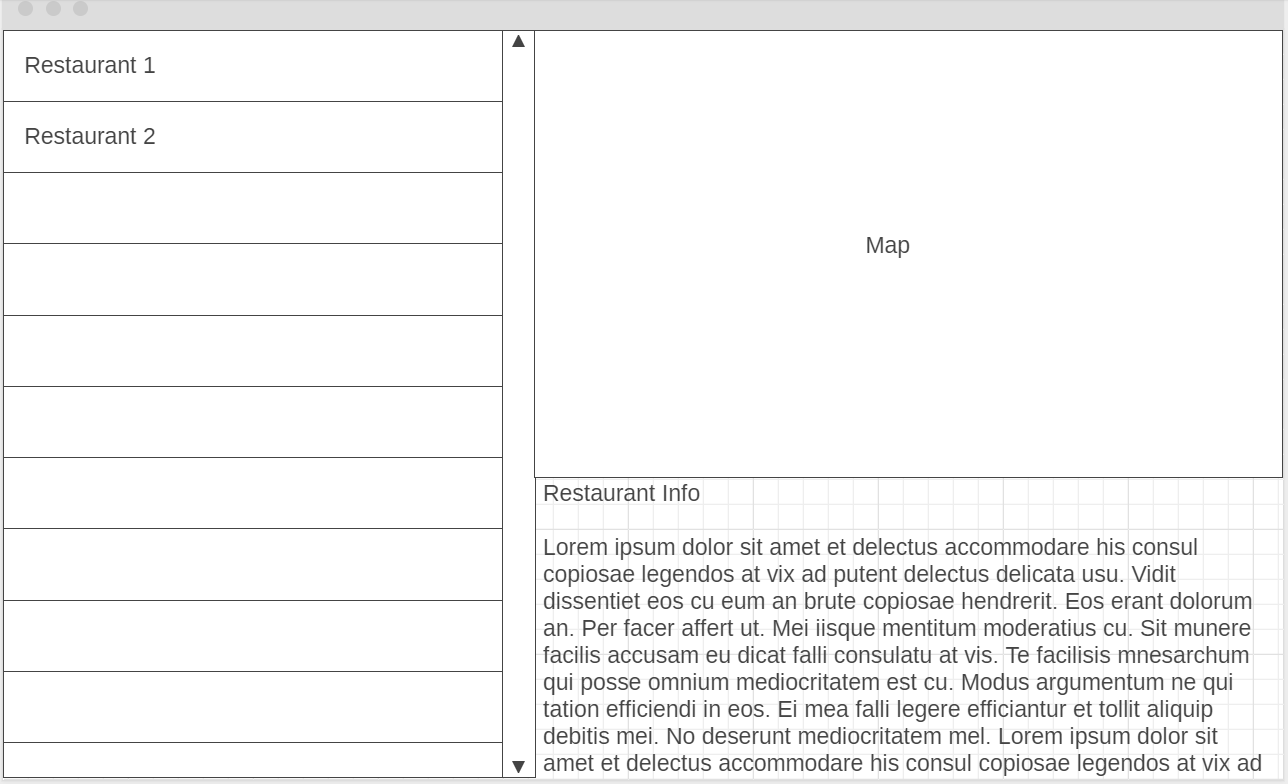 Restaurant 1
Restaurant 2
Map
Restaurant Info
Lorem ipsum dolor sit amet et delectus accommodare his consul
copiosae legendos at vix ad putent delectus delicata usu. Vidit
dissentiet eos cu eum an brute copiosae hendrerit. Eos erant dolorum
an. Per facer affert ut. Mei iisque mentitum moderatius cu. Sit munere
facilis accusam eu dicat falli consulatu at vis. Te facilisis mnesarchum
qui posse omnium mediocritatem est cu. Modus argumentum ne qui
tation efficiendi in eos. Ei mea falli legere efficiantur et tollit aliquip
debitis mei. No deserunt mediocritatem mel. Lorem ipsum dolor sit
amet et delectus accommodare his consul copiosae legendos at vix ad